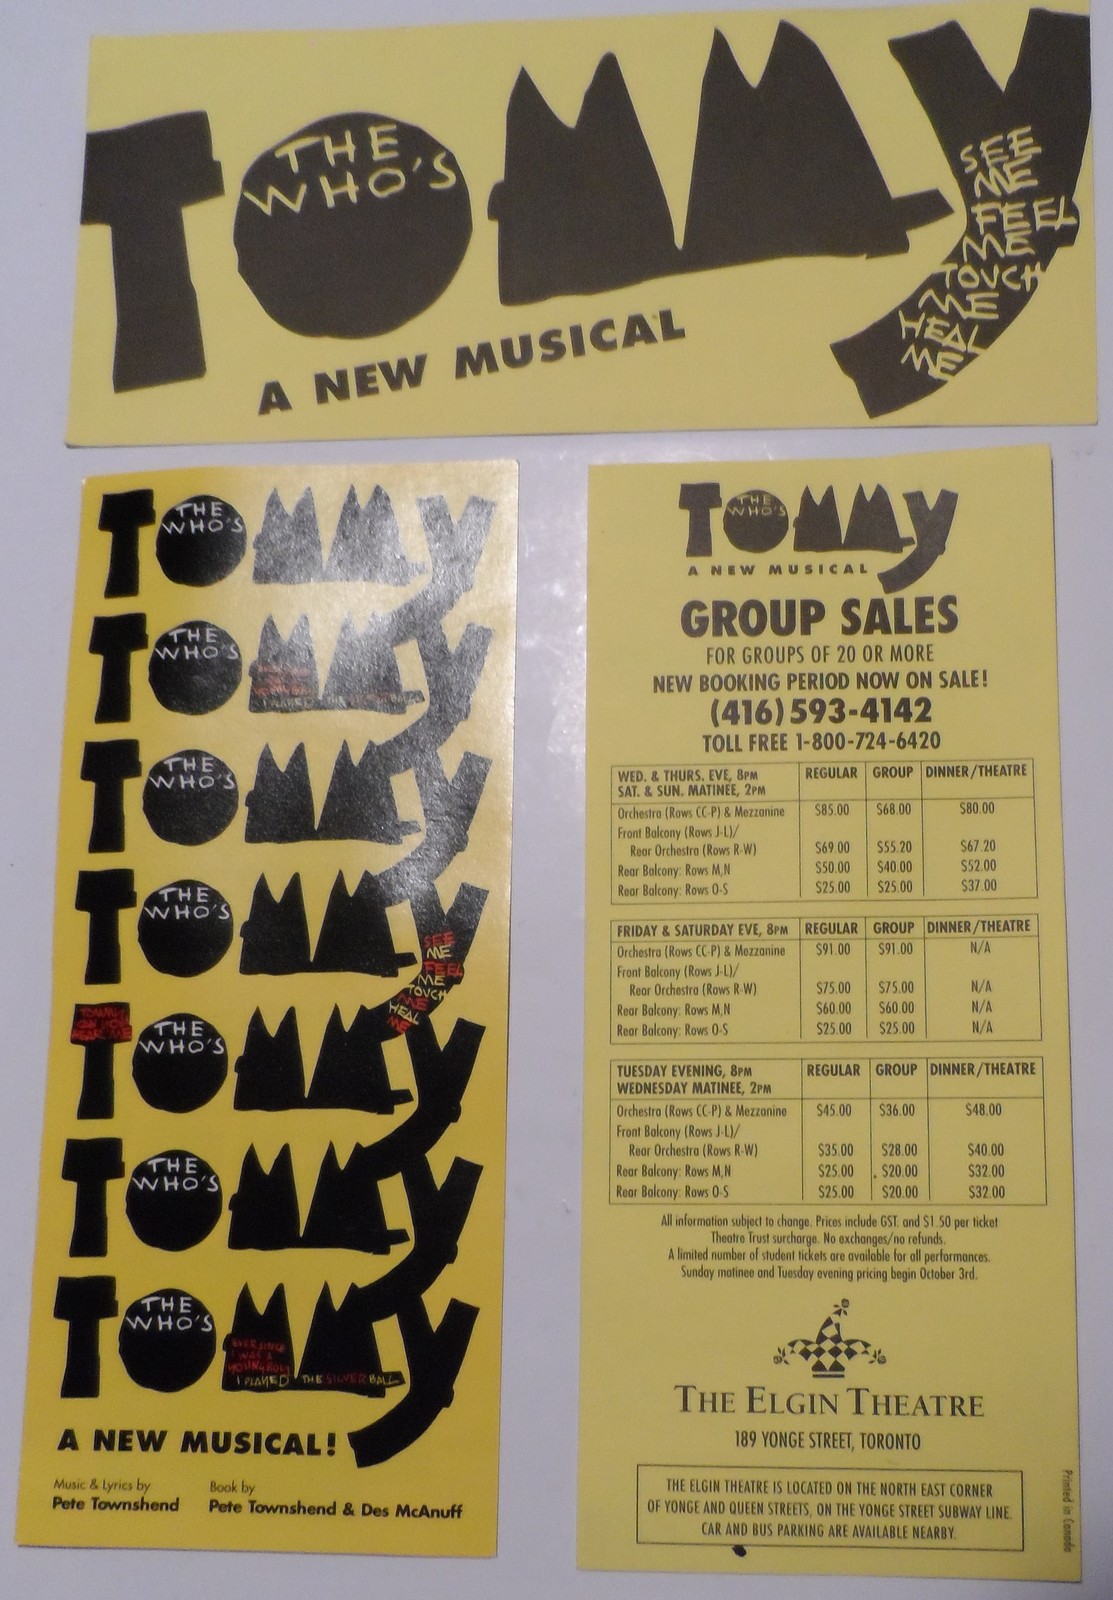 TOMMY
THE
WHO'S
SEE
ME
FEEL
ME
TOUCH
ME
HEAL
ME
A NEW MUSICAL
TOMMY
THE
WHO'S
TOMMY
THE
WHO'S
I PLAYED THE BALL
TOMMY
THE
WHO'S
TOMMY
THE
WHO'S
SEE
ME
FEEL
ME
TOUCH
ME
HEAL
ME
TOMMY
TOMMY
CAN YOU
HEAR ME
THE
WHO'S
TOMMY
THE
WHO'S
TOMMY
THE
WHO'S
EVER SINCE
I WAS A
YOUNG BOY
I PLAYED THE SILVER BALL
A NEW MUSICAL!
Music & Lyrics by
Pete Townshend
Book by
Pete Townshend & Des McAnuff
TOMMY
THE
WHO'S
A NEW MUSICAL
GROUP SALES
FOR GROUPS OF 20 OR MORE
NEW BOOKING PERIOD NOW ON SALE!
(416) 593-4142
TOLL FREE 1-800-724-6420
WED. & THURS. EVE, 8PM REGULAR GROUP DINNER/THEATRE
SAT. & SUN. MATINEE, 2PM
Orchestra (Rows CC-P) & Mezzanine $85.00 $68.00 $80.00
Front Balcony (Rows J-L)/
Rear Orchestra (Rows R-W) $69.00 $55.20 $67.20
Rear Balcony: Rows M,N $50.00 $40.00 $52.00
Rear Balcony: Rows O-S $25.00 $25.00 $37.00
FRIDAY & SATURDAY EVE, 8PM REGULAR GROUP DINNER/THEATRE
Orchestra (Rows CC-P) & Mezzanine $91.00 $91.00 N/A
Front Balcony (Rows J-L)/
Rear Orchestra (Rows R-W) $75.00 $75.00 N/A
Rear Balcony: Rows M,N $60.00 $60.00 N/A
Rear Balcony: Rows O-S $25.00 $25.00 N/A
TUESDAY EVENING, 8PM REGULAR GROUP DINNER/THEATRE
WEDNESDAY MATINEE, 2PM
Orchestra (Rows CC-P) & Mezzanine $45.00 $36.00 $48.00
Front Balcony (Rows J-L)/
Rear Orchestra (Rows R-W) $35.00 $28.00 $40.00
Rear Balcony: Rows M,N $25.00 $20.00 $32.00
Rear Balcony: Rows O-S $25.00 $20.00 $32.00
All information subject to change. Prices include GST. and $1.50 per ticket
Theatre Trust surcharge. No exchanges/no refunds.
A limited number of student tickets are available for all performances.
Sunday matinee and Tuesday evening pricing begin October 3rd.
THE ELGIN THEATRE
189 YONGE STREET, TORONTO
THE ELGIN THEATRE IS LOCATED ON THE NORTH EAST CORNER
OF YONGE AND QUEEN STREETS, ON THE YONGE STREET SUBWAY LINE.
CAR AND BUS PARKING ARE AVAILABLE NEARBY.
Printed in Canada